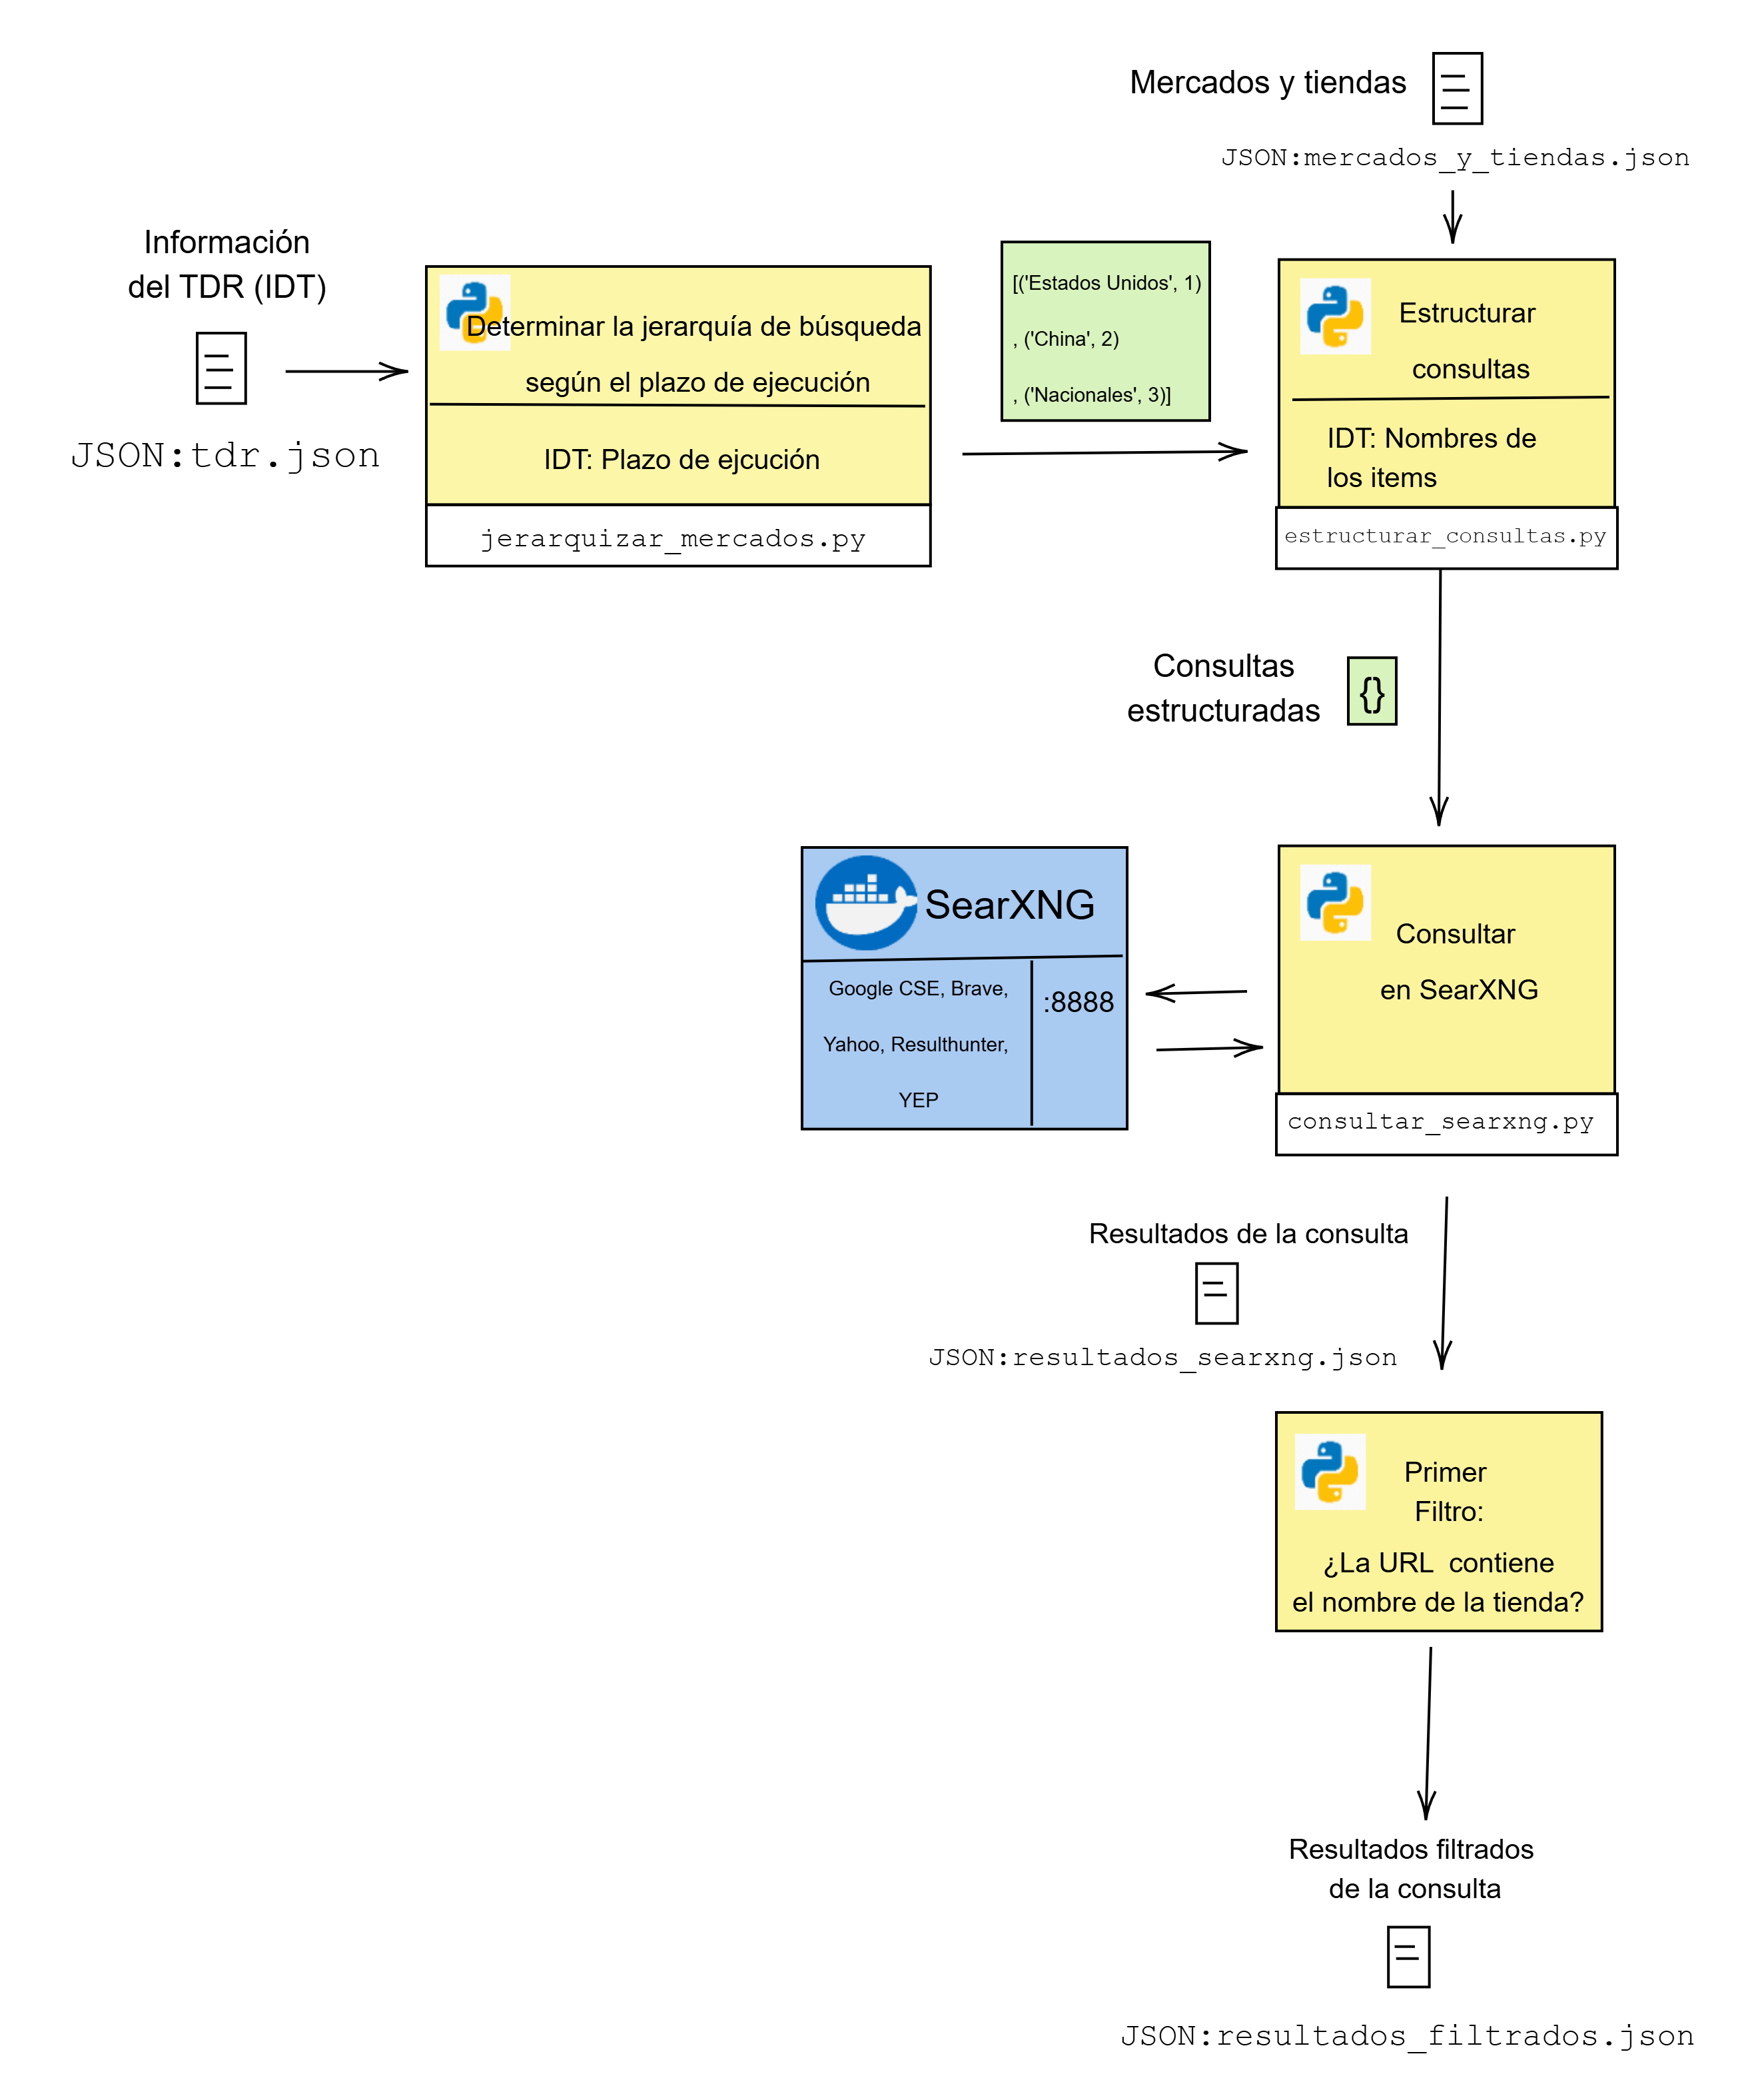 Mercados y tiendas
JSON:mercados_y_tiendas.json
Información
del TDR (IDT)
JSON:tdr.json
Determinar la jerarquía de búsqueda
según el plazo de ejecución
IDT: Plazo de ejcución
jerarquizar_mercados.py
[('Estados Unidos', 1)
, ('China', 2)
, ('Nacionales', 3)]
Estructurar
consultas
IDT: Nombres de
los items
estructurar_consultas.py
Consultas
estructuradas
{}
SearXNG
Google CSE, Brave,
Yahoo, Resulthunter,
YEP
:8888
Consultar
en SearXNG
consultar_searxng.py
Resultados de la consulta
JSON:resultados_searxng.json
Primer
Filtro:
¿La URL  contiene
el nombre de la tienda?
Resultados filtrados
de la consulta
JSON:resultados_filtrados.json